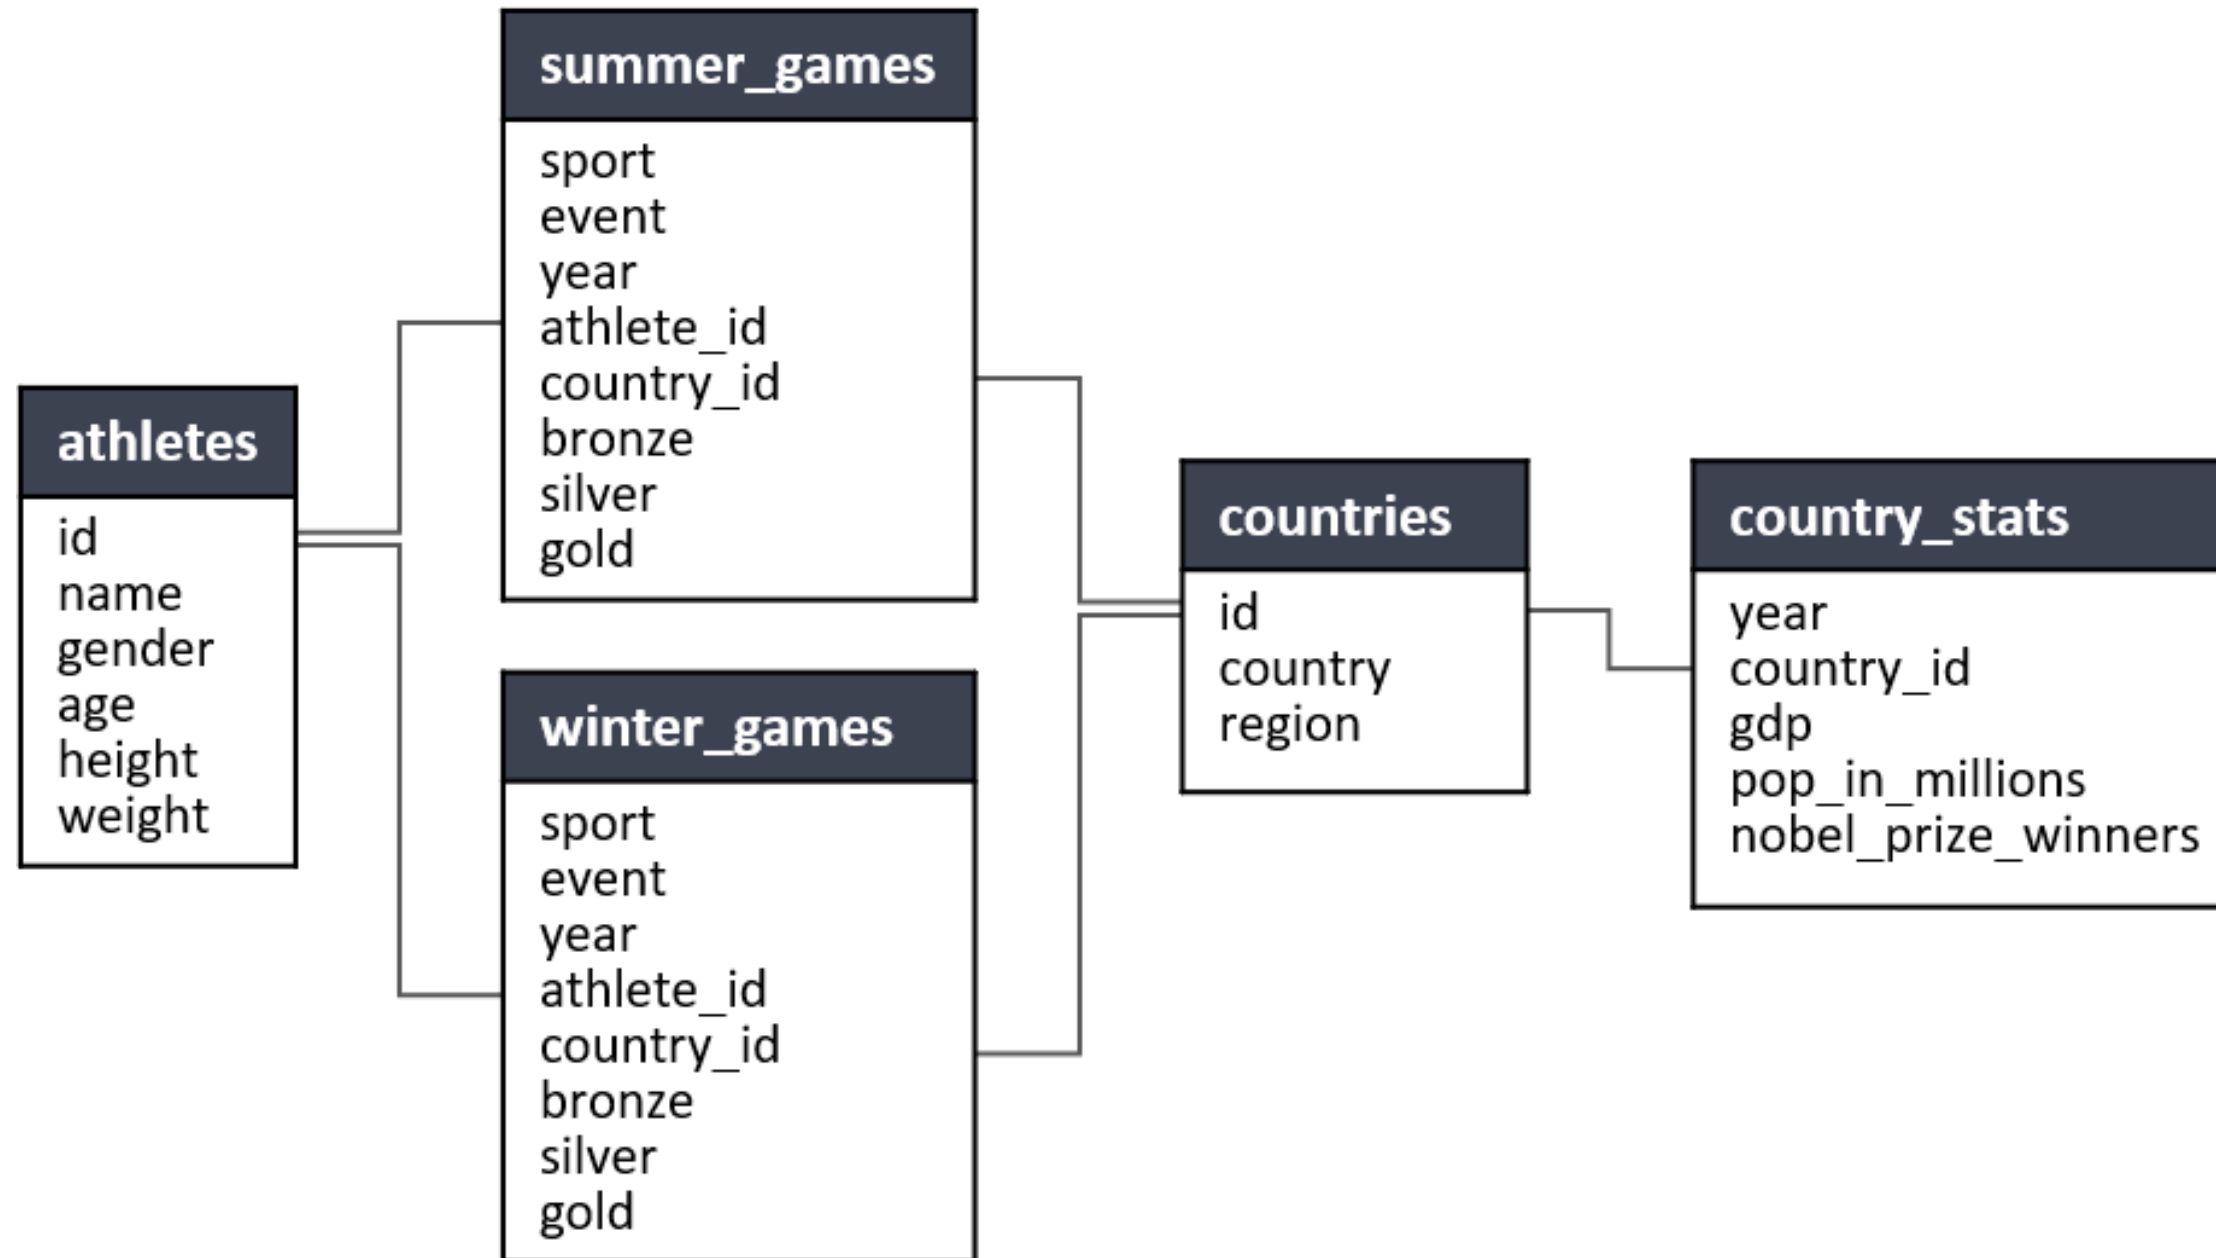 summer_games
sport
event
year
athlete_id
country_id
bronze
silver
gold
athletes
id
name
gender
age
height
weight
winter_games
sport
event
year
athlete_id
country_id
bronze
silver
gold
countries
id
country
region
country_stats
year
country_id
gdp
pop_in_millions
nobel_prize_winners